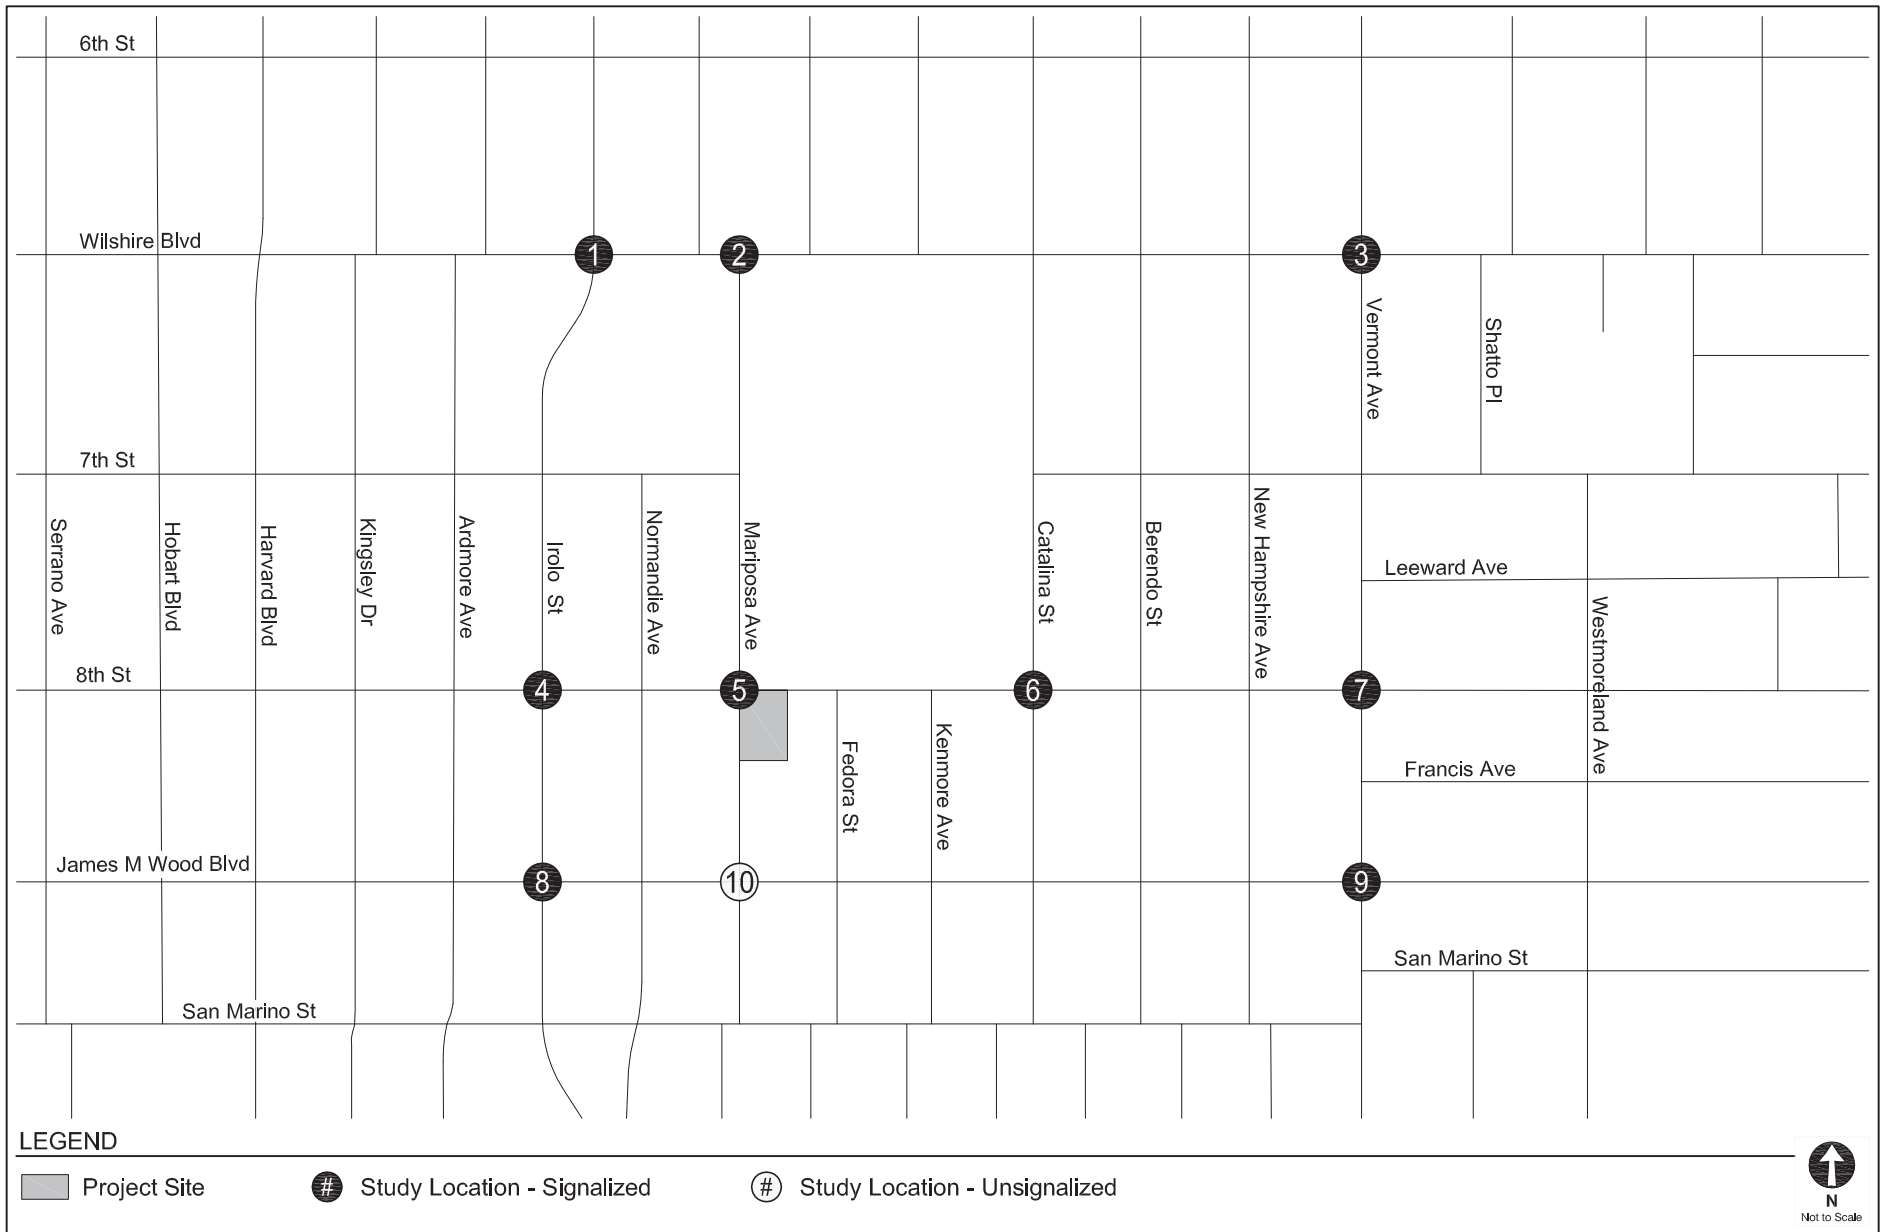 6th St
Wilshire Blvd
1
2
3
Vermont Ave
Shatto Pl
7th St
Serrano Ave
Hobart Blvd
Harvard Blvd
Kingsley Dr
Ardmore Ave
Irolo St
Normandie Ave
Mariposa Ave
Catalina St
Berendo St
New Hampshire Ave
Leeward Ave
Westmoreland Ave
8th St
4
5
6
7
Fedora St
Kenmore Ave
Francis Ave
James M Wood Blvd
8
10
9
San Marino St
San Marino St
LEGEND
Project Site
# Study Location - Signalized
# Study Location - Unsignalized
N
Not to Scale